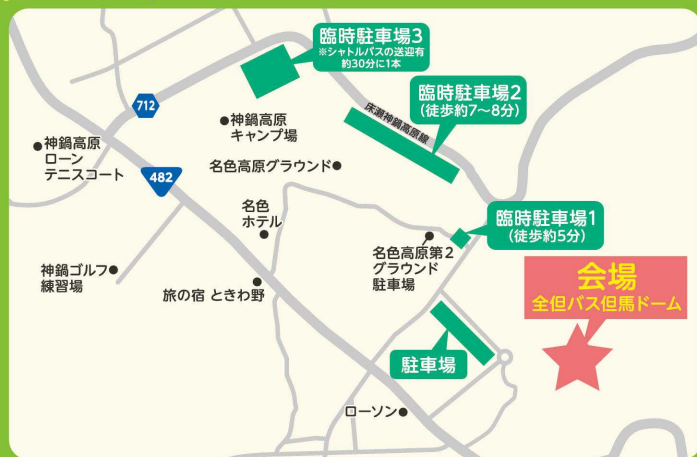 臨時駐車場3
※シャトルバスの送迎有
約30分に1本
臨時駐車場2
(徒歩約7〜8分)
床瀬神鍋高原線
712
神鍋高原
キャンプ場
神鍋高原
ローン
テニスコート
名色高原グラウンド
482
名色
ホテル
臨時駐車場1
(徒歩約5分)
名色高原第2
グラウンド
駐車場
神鍋ゴルフ
練習場
旅の宿 ときわ野
会場
全但バス但馬ドーム
駐車場
ローソン